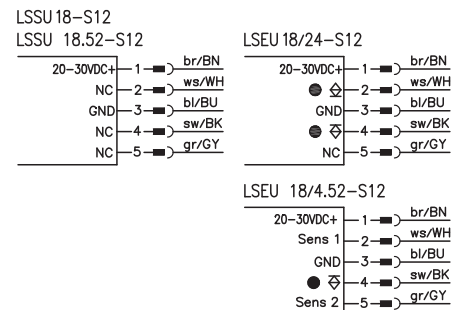 LSSU 18-S12
LSSU 18.52-S12
20-30VDC+ 1 br/BN
NC 2 ws/WH
GND 3 bl/BU
NC 4 sw/BK
NC 5 gr/GY
LSEU 18/24-S12
20-30VDC+ 1 br/BN
2 ws/WH
GND 3 bl/BU
4 sw/BK
NC 5 gr/GY
LSEU 18/4.52-S12
20-30VDC+ 1 br/BN
Sens 1 2 ws/WH
GND 3 bl/BU
4 sw/BK
Sens 2 5 gr/GY